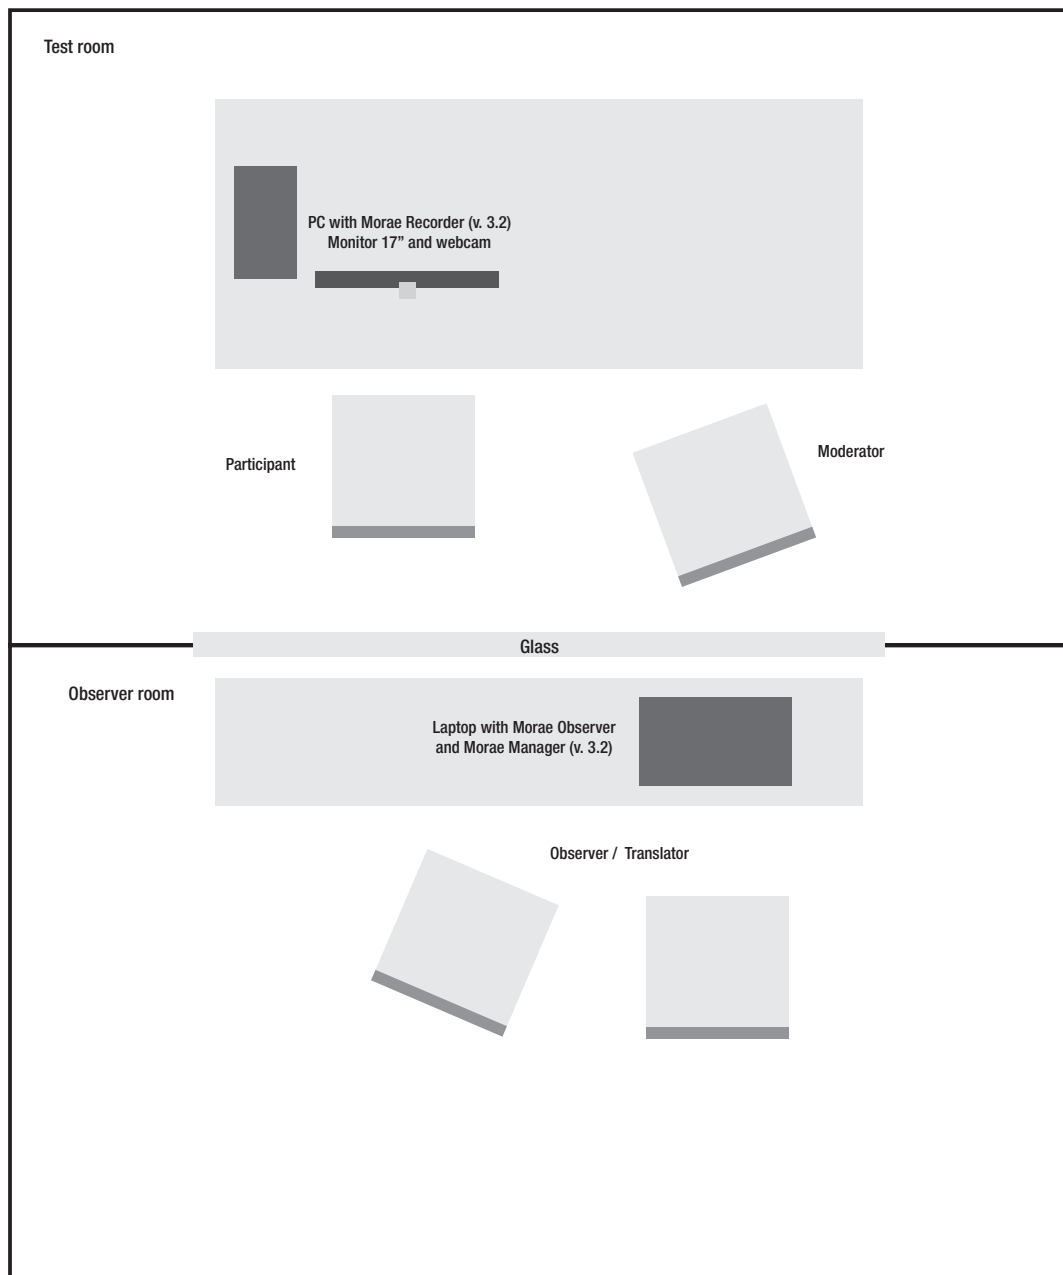 Test room
PC with Morae Recorder (v. 3.2)
Monitor 17” and webcam
Participant
Moderator
Glass
Observer room
Laptop with Morae Observer
and Morae Manager (v. 3.2)
Observer / Translator